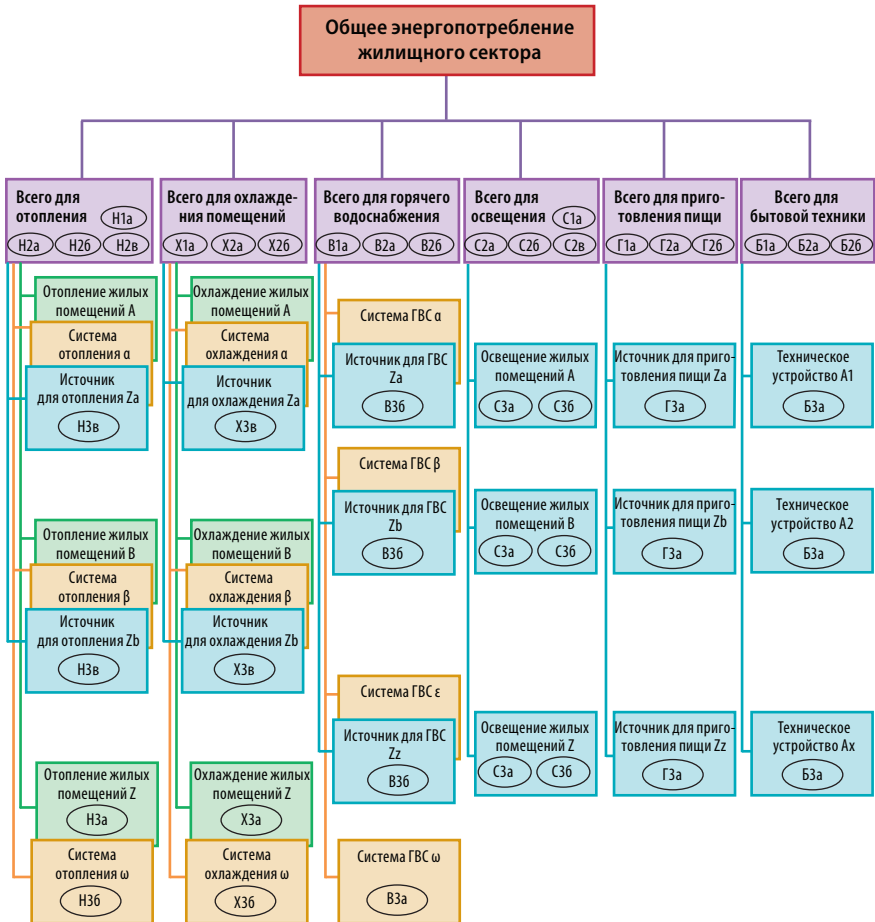 Общее энергопотребление
жилищного сектора
Всего для
отопления Н1а
Н2а Н2б Н2в
Всего для охлажде-
ния помещений
Х1а Х2а Х2б
Всего для горячего
водоснабжения
В1а В2а В2б
Всего для
освещения С1а
С2а С2б С2в
Всего для приго-
товления пищи
Г1а Г2а Г2б
Всего для
бытовой техники
Б1а Б2а Б2б
Отопление жилых
помещений A
Система
отопления α
Источник
для отопления Za
Н3в
Отопление жилых
помещений B
Система
отопления β
Источник
для отопления Zb
Н3в
Отопление жилых
помещений Z
Н3а
Система
отопления ω
Н3б
Охлаждение жилых
помещений A
Система
охлаждения α
Источник
для охлаждения Za
Х3в
Охлаждение жилых
помещений B
Система
охлаждения β
Источник
для охлаждения Zb
Х3в
Охлаждение жилых
помещений Z
Х3а
Система
охлаждения ω
Х3б
Система ГВС α
Источник для ГВС
Za
В3б
Система ГВС β
Источник для ГВС
Zb
В3б
Система ГВС ε
Источник для ГВС
Zz
В3б
Система ГВС ω
В3а
Освещение жилых
помещений A
С3а С3б
Освещение жилых
помещений B
С3а С3б
Освещение жилых
помещений Z
С3а С3б
Источник для приго-
товления пищи Za
Г3а
Источник для приго-
товления пищи Zb
Г3а
Источник для приго-
товления пищи Zz
Г3а
Техническое
устройство A1
Б3а
Техническое
устройство A2
Б3а
Техническое
устройство Ax
Б3а